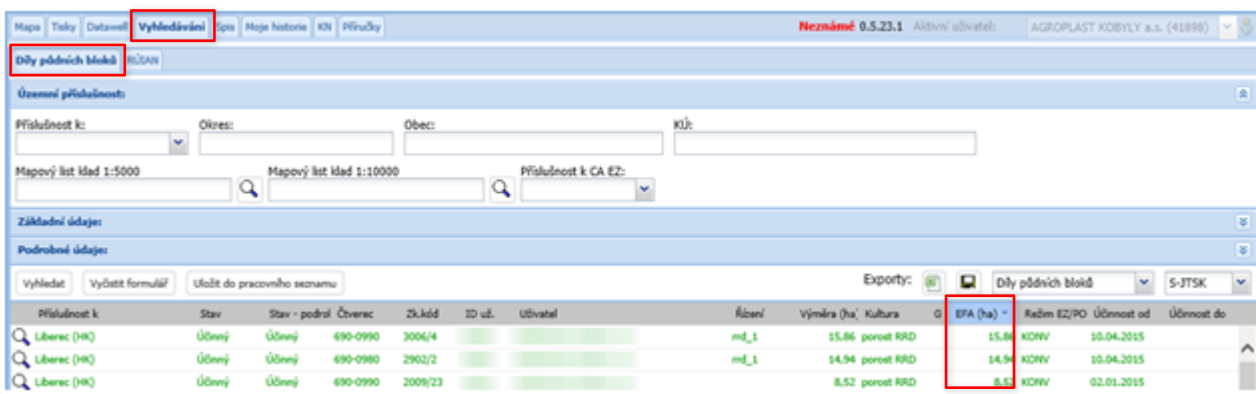 Mapa Tisky Datawell Vyhledávání Spis Moje historie KN Příručky Neznámé 0.5.23.1 Aktivní uživatel: AGROPLAST KOBYLY a.s. (41898)
Díly půdních bloků RÚIAN
Územní příslušnost:
Příslušnost k: Okres: Obec: KÚ:
Mapový list klad 1:5000 Mapový list klad 1:10000 Příslušnost k CA EZ:
Základní údaje:
Podrobné údaje:
Vyhledat Vyčistit formulář Uložit do pracovního seznamu Exporty: Díly půdních bloků S-JTSK
Příslušnost k Stav Stav - podrol Čtverec Zk.kód ID už. Uživatel Řízení Výměra (ha) Kultura G EFA (ha) Režim EZ/PO Účinnost od Účinnost do
Liberec (HK) Účinný Účinný 690-0990 3006/4 md_1 15,86 porost RRD 15,86 KONV 10.04.2015
Liberec (HK) Účinný Účinný 690-0980 2902/2 md_1 14,94 porost RRD 14,94 KONV 10.04.2015
Liberec (HK) Účinný Účinný 690-0990 2009/23 8,52 porost RRD 8,52 KONV 02.01.2015